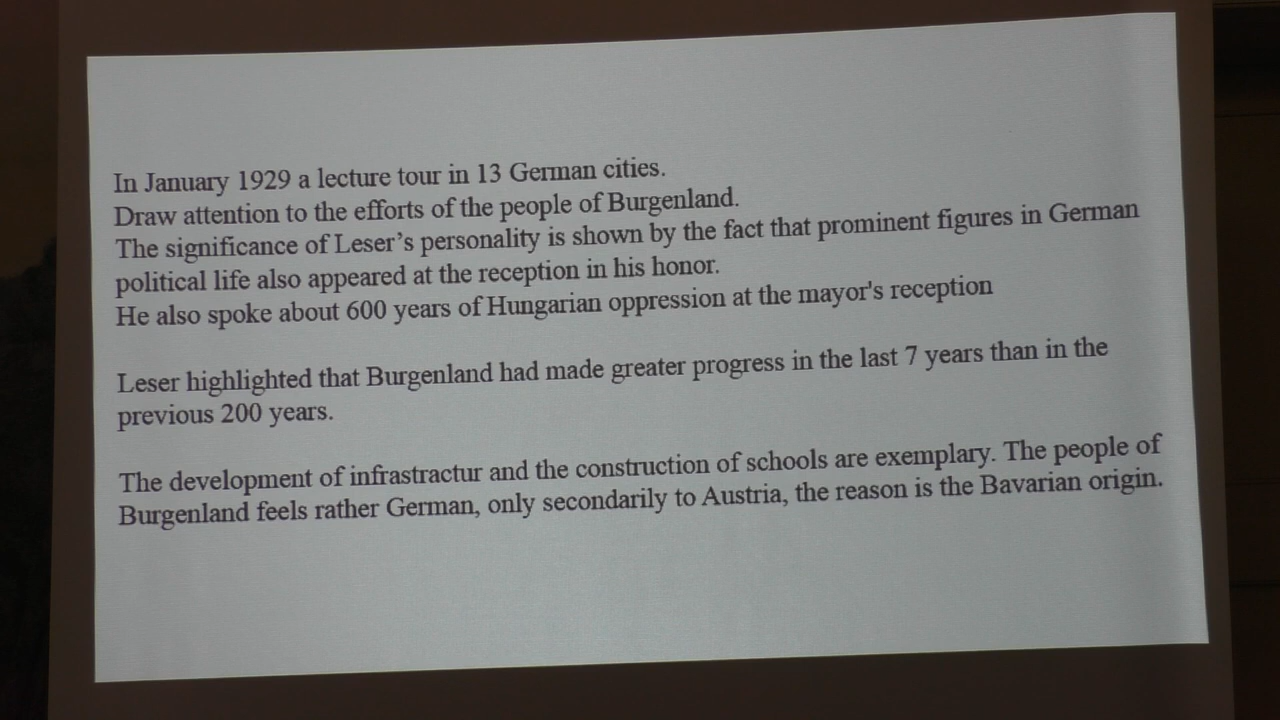 In January 1929 a lecture tour in 13 German cities.
Draw attention to the efforts of the people of Burgenland.
The significance of Leser’s personality is shown by the fact that prominent figures in German
political life also appeared at the reception in his honor.
He also spoke about 600 years of Hungarian oppression at the mayor's reception
Leser highlighted that Burgenland had made greater progress in the last 7 years than in the
previous 200 years.
The development of infrastractur and the construction of schools are exemplary. The people of
Burgenland feels rather German, only secondarily to Austria, the reason is the Bavarian origin.